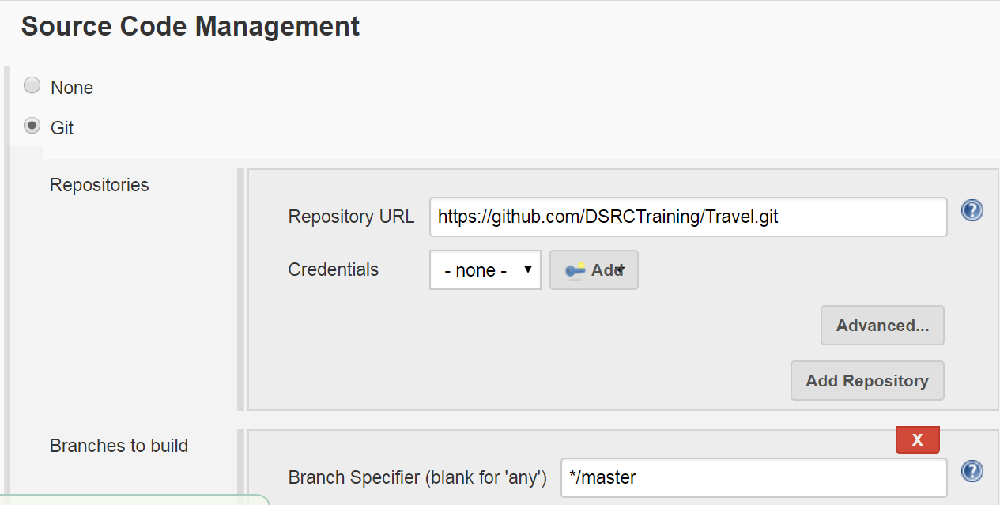 Source Code Management
None
Git
Repositories
Repository URL https://github.com/DSRCTraining/Travel.git ?
Credentials - none - Add
Advanced...
Add Repository
Branches to build
X
Branch Specifier (blank for 'any') */master ?